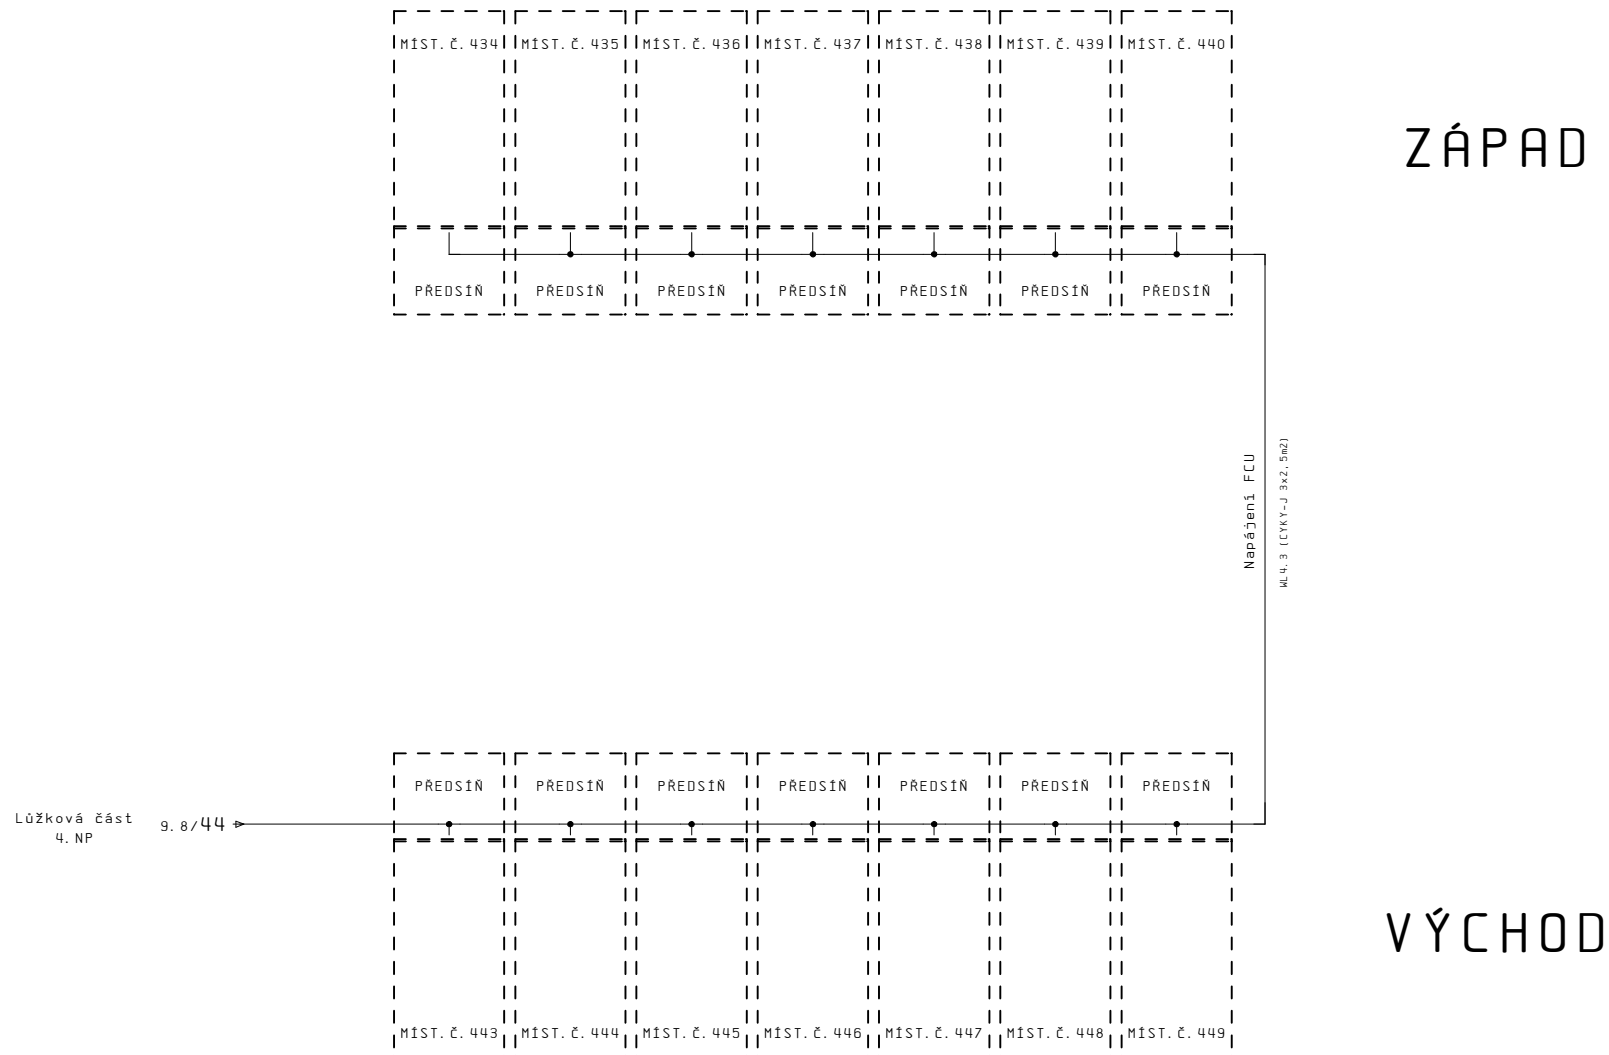 MÍST. Č. 434 MÍST. Č. 435 MÍST. Č. 436 MÍST. Č. 437 MÍST. Č. 438 MÍST. Č. 439 MÍST. Č. 440
ZÁPAD
PŘEDSÍŇ PŘEDSÍŇ PŘEDSÍŇ PŘEDSÍŇ PŘEDSÍŇ PŘEDSÍŇ PŘEDSÍŇ
Napájení FCU
WL4.3 (CYKY-J 3x2,5m2)
PŘEDSÍŇ PŘEDSÍŇ PŘEDSÍŇ PŘEDSÍŇ PŘEDSÍŇ PŘEDSÍŇ PŘEDSÍŇ
Lůžková část
4. NP
9.8/44
VÝCHOD
MÍST. Č. 443 MÍST. Č. 444 MÍST. Č. 445 MÍST. Č. 446 MÍST. Č. 447 MÍST. Č. 448 MÍST. Č. 449